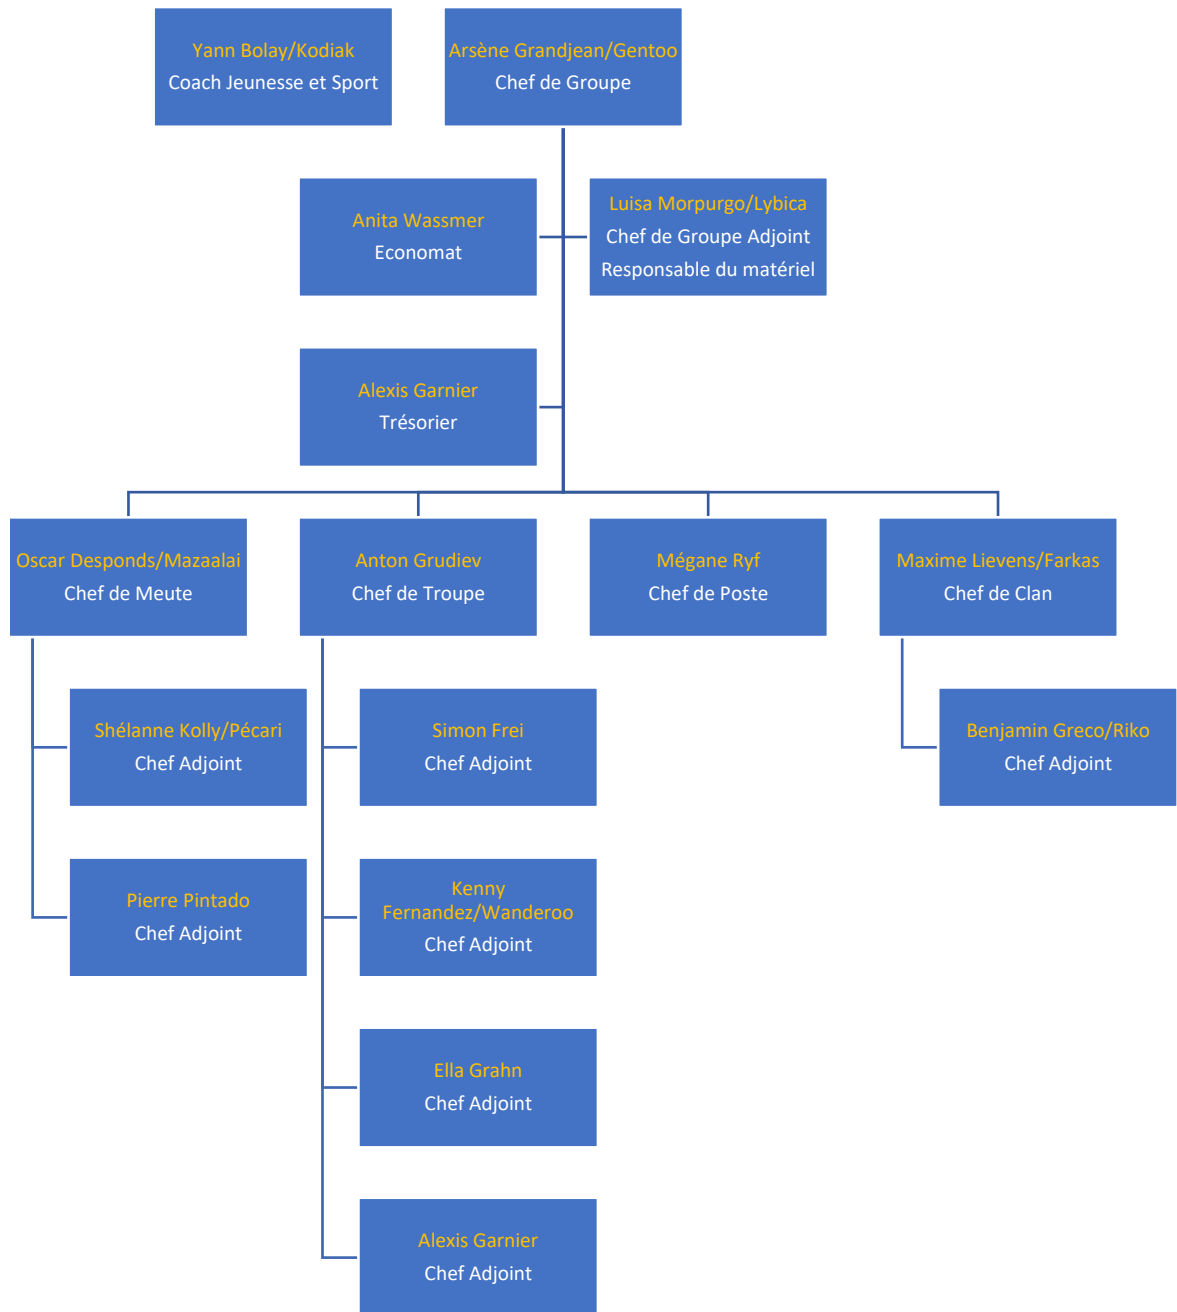 Yann Bolay/Kodiak
Coach Jeunesse et Sport
Arsène Grandjean/Gentoo
Chef de Groupe
Anita Wassmer
Economat
Luisa Morpurgo/Lybica
Chef de Groupe Adjoint
Responsable du matériel
Alexis Garnier
Trésorier
Oscar Desponds/Mazaalai
Chef de Meute
Anton Grudiev
Chef de Troupe
Mégane Ryf
Chef de Poste
Maxime Lievens/Farkas
Chef de Clan
Shélanne Kolly/Pécari
Chef Adjoint
Simon Frei
Chef Adjoint
Benjamin Greco/Riko
Chef Adjoint
Pierre Pintado
Chef Adjoint
Kenny
Fernandez/Wanderoo
Chef Adjoint
Ella Grahn
Chef Adjoint
Alexis Garnier
Chef Adjoint